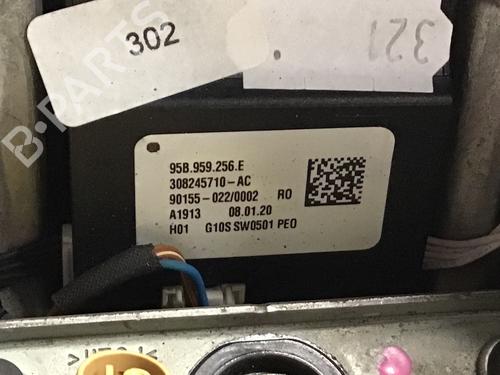 302
321
B-PARTS
95B.959.256.E
308245710-AC
90155-022/0002 RO
A1913 08.01.20
H01 G10S SW0501 PEO